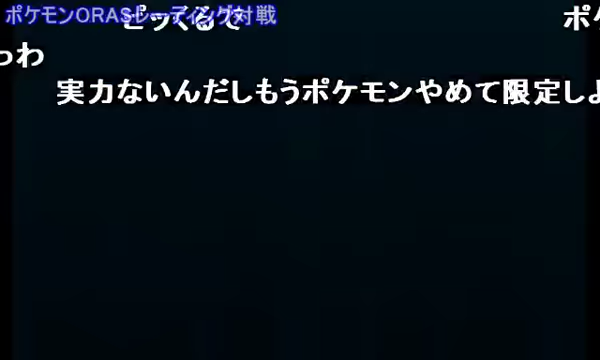 ポケモンORASレーティング対戦
ポケ
っわ
実力ないんだしもうポケモンやめて限定しよ